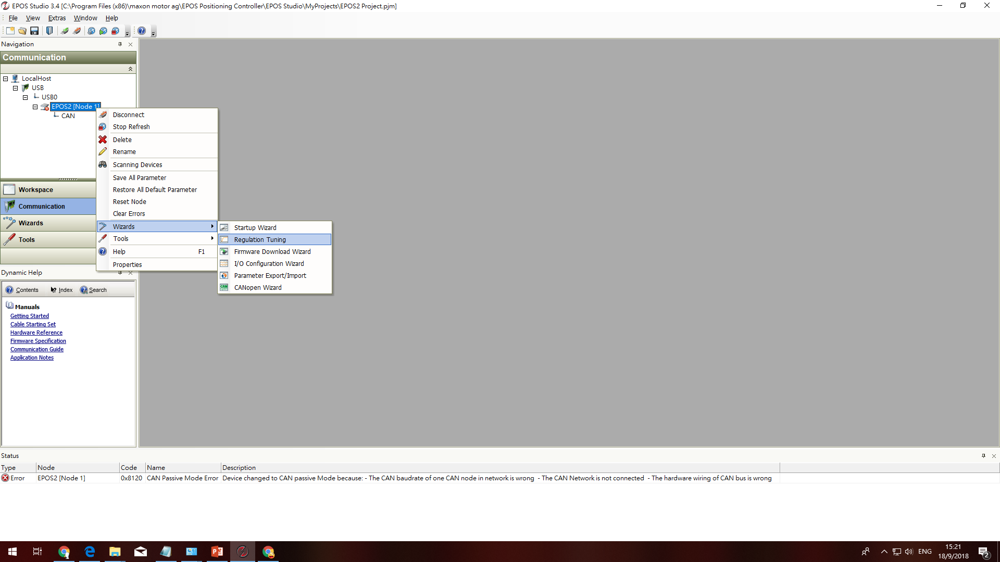 EPOS Studio 3.4 [C:\Program Files (x86)\maxon motor ag\EPOS Positioning Controller\EPOS Studio\MyProjects\EPOS2 Project.pjm]
File View Extras Window Help
Navigation
Communication
LocalHost
USB
USB0
EPOS2 [Node 1]
CAN
Disconnect
Stop Refresh
Delete
Rename
Scanning Devices
Save All Parameter
Restore All Default Parameter
Reset Node
Clear Errors
Wizards
Tools
Help F1
Properties
Startup Wizard
Regulation Tuning
Firmware Download Wizard
I/O Configuration Wizard
Parameter Export/Import
CANopen Wizard
Workspace
Communication
Wizards
Tools
Dynamic Help
Contents Index Search
Manuals
Getting Started
Cable Starting Set
Hardware Reference
Firmware Specification
Communication Guide
Application Notes
Status
Type Node Code Name Description
Error EPOS2 [Node 1] 0x8120 CAN Passive Mode Error Device changed to CAN passive Mode because: - The CAN baudrate of one CAN node in network is wrong - The CAN Network is not connected - The hardware wiring of CAN bus is wrong
ENG
15:21
18/9/2018
2